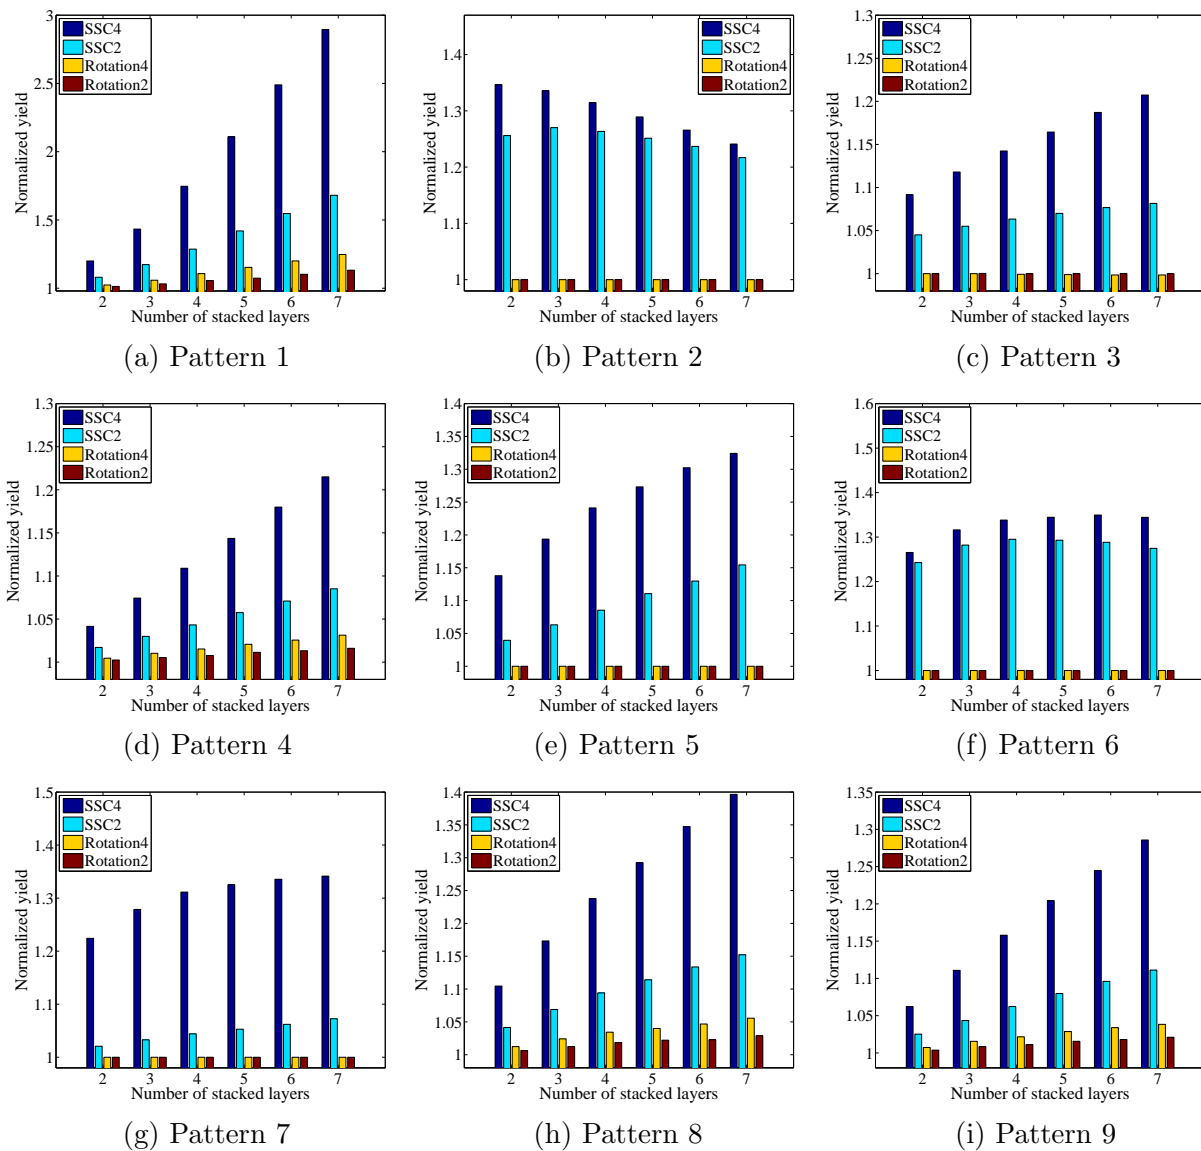 3
2.5
2
1.5
1
Normalized yield
SSC4
SSC2
Rotation4
Rotation2
2 3 4 5 6 7
Number of stacked layers
(a) Pattern 1
1.4
1.3
1.2
1.1
1
Normalized yield
SSC4
SSC2
Rotation4
Rotation2
2 3 4 5 6 7
Number of stacked layers
(b) Pattern 2
1.3
1.25
1.2
1.15
1.1
1.05
1
Normalized yield
SSC4
SSC2
Rotation4
Rotation2
2 3 4 5 6 7
Number of stacked layers
(c) Pattern 3
1.3
1.25
1.2
1.15
1.1
1.05
1
Normalized yield
SSC4
SSC2
Rotation4
Rotation2
2 3 4 5 6 7
Number of stacked layers
(d) Pattern 4
1.4
1.35
1.3
1.25
1.2
1.15
1.1
1.05
1
Normalized yield
SSC4
SSC2
Rotation4
Rotation2
2 3 4 5 6 7
Number of stacked layers
(e) Pattern 5
1.6
1.5
1.4
1.3
1.2
1.1
1
Normalized yield
SSC4
SSC2
Rotation4
Rotation2
2 3 4 5 6 7
Number of stacked layers
(f) Pattern 6
1.5
1.4
1.3
1.2
1.1
1
Normalized yield
SSC4
SSC2
Rotation4
Rotation2
2 3 4 5 6 7
Number of stacked layers
(g) Pattern 7
1.4
1.35
1.3
1.25
1.2
1.15
1.1
1.05
1
Normalized yield
SSC4
SSC2
Rotation4
Rotation2
2 3 4 5 6 7
Number of stacked layers
(h) Pattern 8
1.35
1.3
1.25
1.2
1.15
1.1
1.05
1
Normalized yield
SSC4
SSC2
Rotation4
Rotation2
2 3 4 5 6 7
Number of stacked layers
(i) Pattern 9